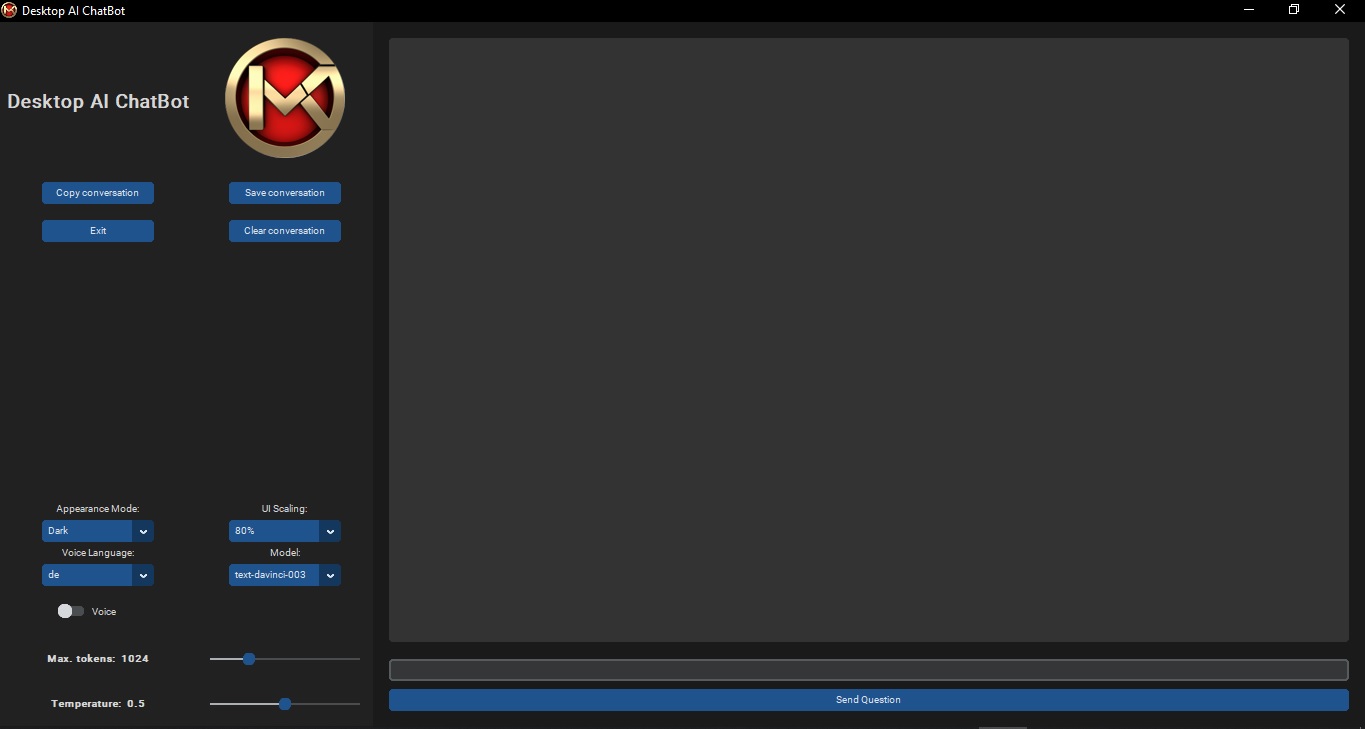 Desktop AI ChatBot
Desktop AI ChatBot
Copy conversation
Save conversation
Exit
Clear conversation
Appearance Mode:
UI Scaling:
Dark
80%
Voice Language:
Model:
de
text-davinci-003
Voice
Max. tokens: 1024
Temperature: 0.5
Send Question